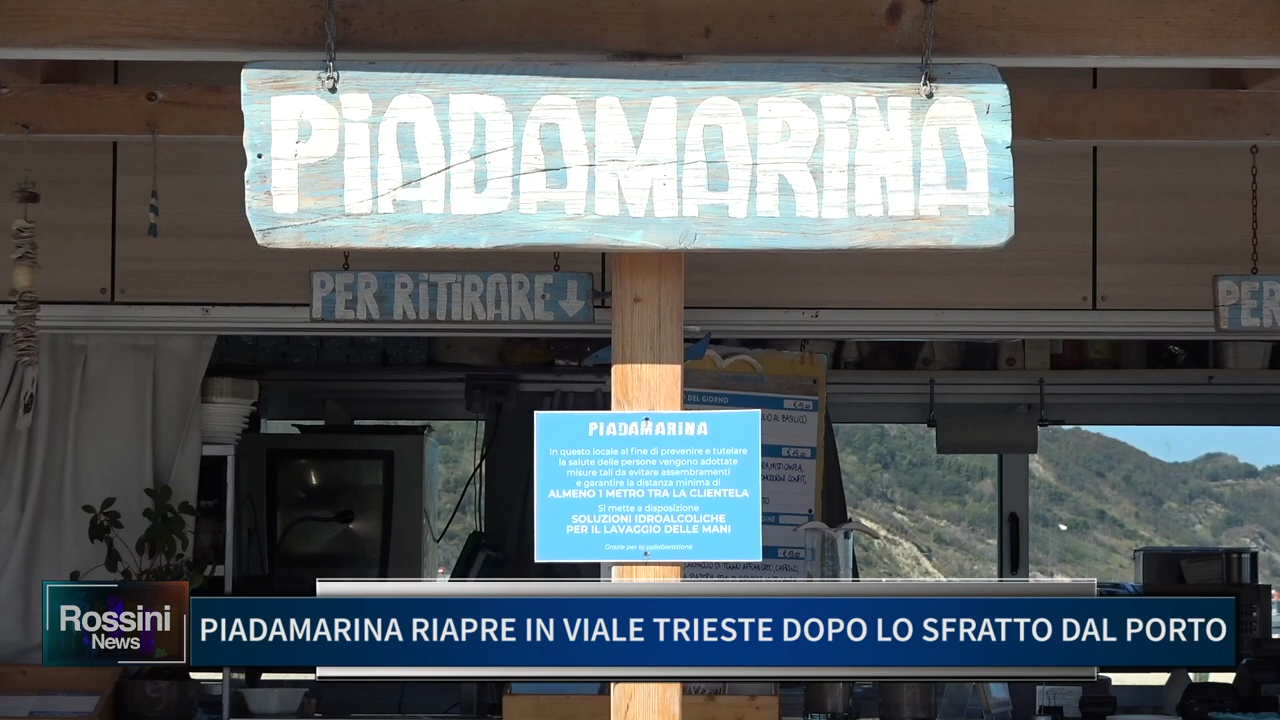 PIADAMARINA
PER RITIRARE ↓
PER
DEL GIORNO
PIADAMARINA
In questo locale al fine di prevenire e tutelare
la salute delle persone vengono adottate
misure tali da evitare assembramenti
e garantire la distanza minima di
ALMENO 1 METRO TRA LA CLIENTELA
Si mette a disposizione
SOLUZIONI IDROALCOLICHE
PER IL LAVAGGIO DELLE MANI
Grazie per la collaborazione
Rossini
News
PIADAMARINA RIAPRE IN VIALE TRIESTE DOPO LO SFRATTO DAL PORTO